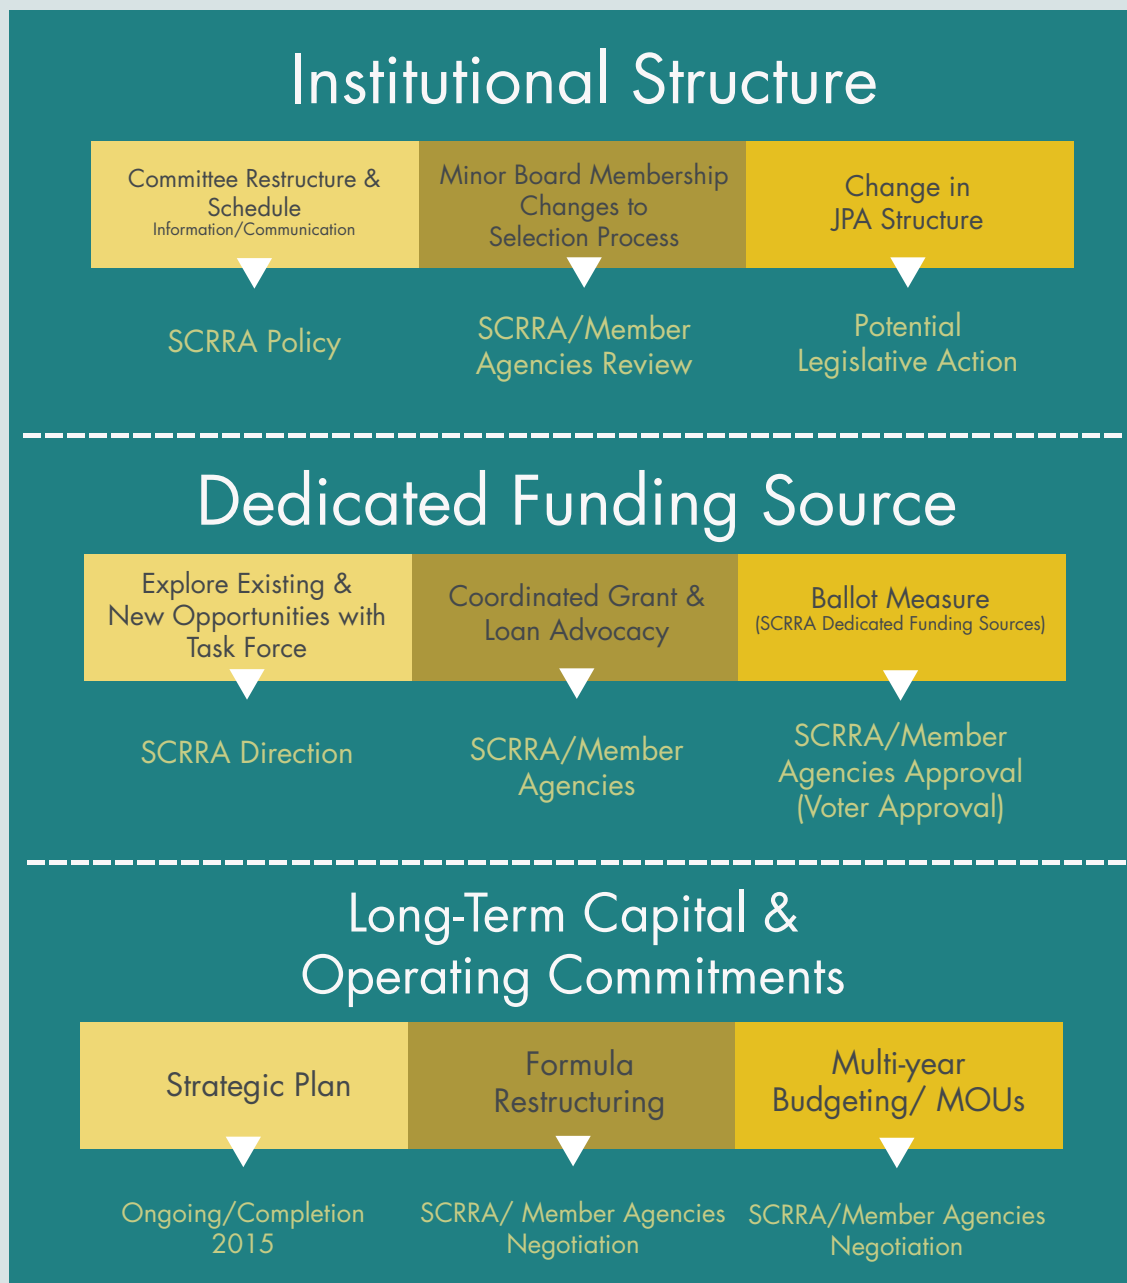 Institutional Structure
Committee Restructure &
Schedule
Information/Communication
Minor Board Membership
Changes to
Selection Process
Change in
JPA Structure
SCRRA Policy
SCRRA/Member
Agencies Review
Potential
Legislative Action
Dedicated Funding Source
Explore Existing &
New Opportunities with
Task Force
Coordinated Grant &
Loan Advocacy
Ballot Measure
(SCRRA Dedicated Funding Sources)
SCRRA Direction
SCRRA/Member
Agencies
SCRRA/Member
Agencies Approval
(Voter Approval)
Long-Term Capital &
Operating Commitments
Strategic Plan
Formula
Restructuring
Multi-year
Budgeting/ MOUs
Ongoing/Completion
2015
SCRRA/ Member Agencies
Negotiation
SCRRA/Member Agencies
Negotiation